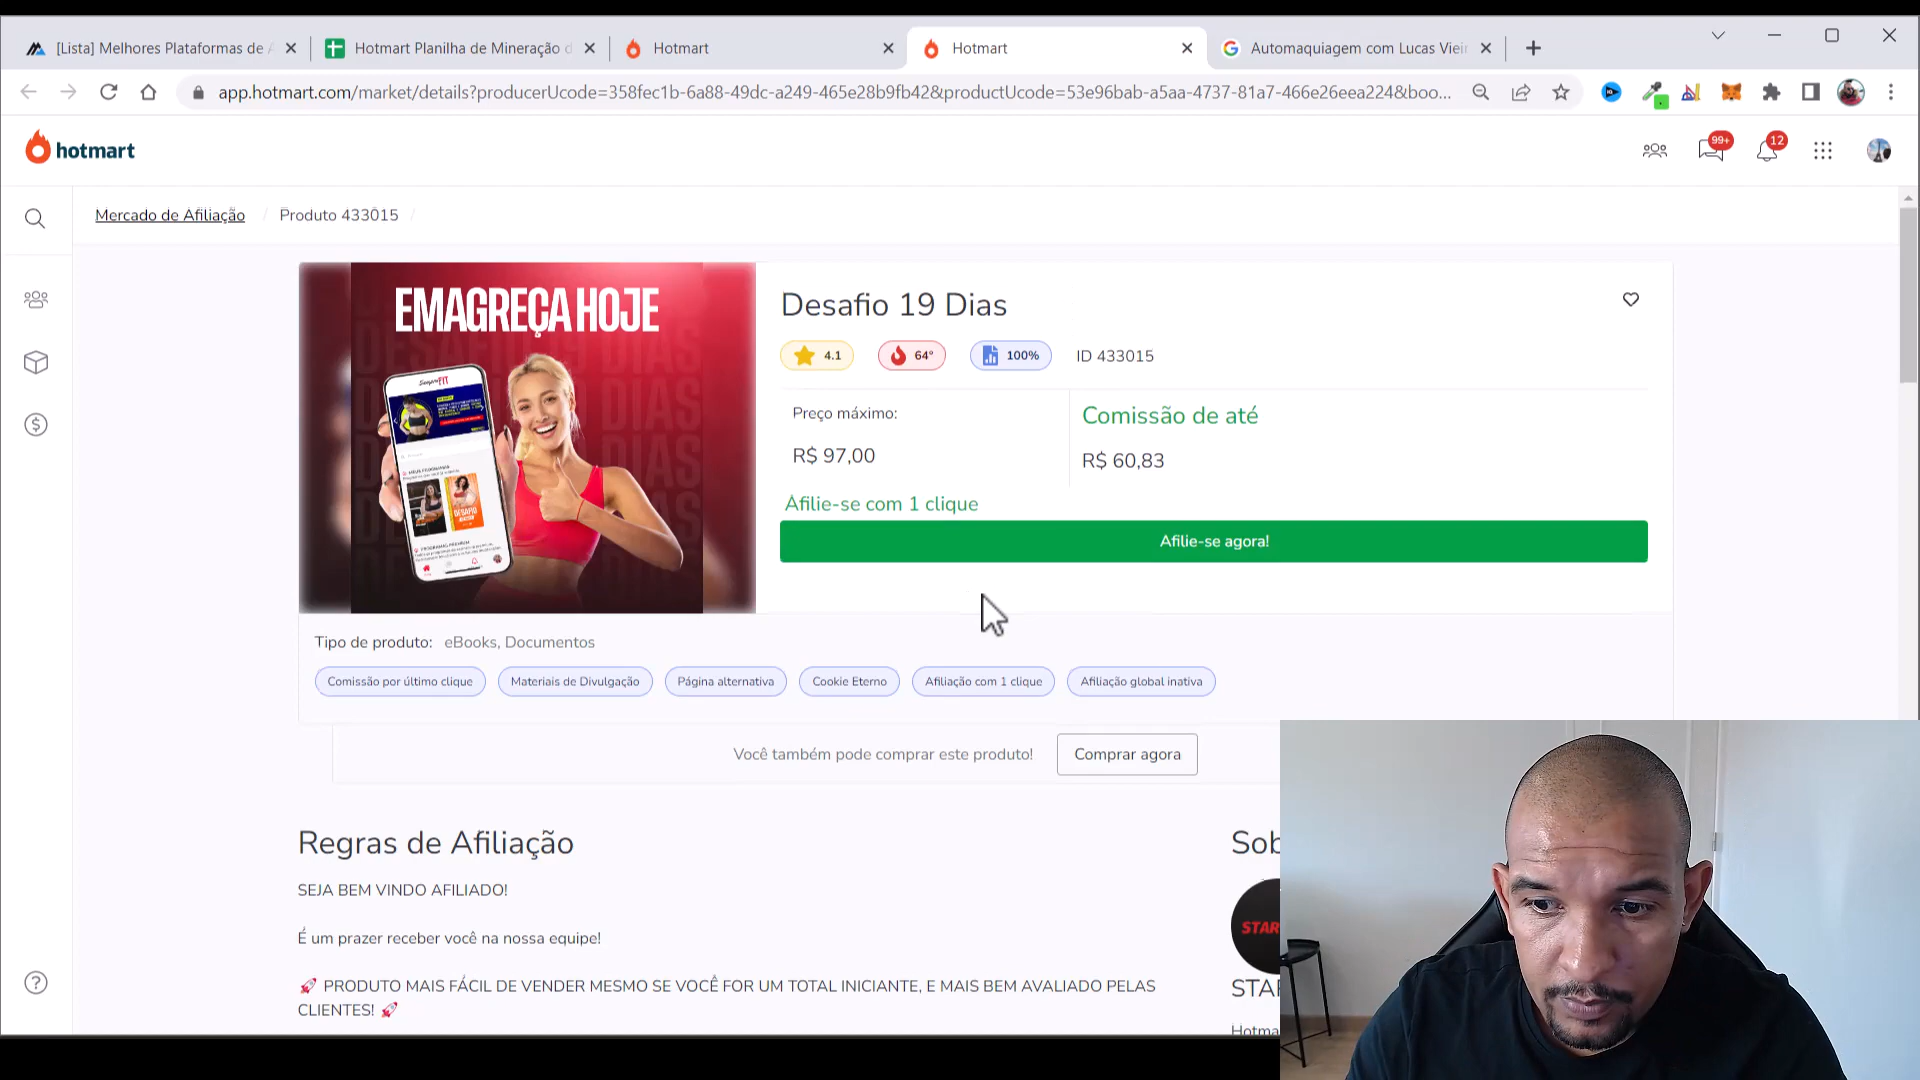 [Lista] Melhores Plataformas de A
Hotmart Planilha de Mineração d
Hotmart
Hotmart
Automaquiagem com Lucas Viei
app.hotmart.com/market/details?producerUcode=358fec1b-6a88-49dc-a249-465e28b9fb42&productUcode=53e96bab-a5aa-4737-81a7-466e26eea224&boo...
hotmart
99+
12
Mercado de Afiliação / Produto 433015 /
EMAGREÇA HOJE
Desafio 19 Dias
4.1
64°
100%
ID 433015
Preço máximo:
R$ 97,00
Comissão de até
R$ 60,83
Afilie-se com 1 clique
Afilie-se agora!
Tipo de produto: eBooks, Documentos
Comissão por último clique
Materiais de Divulgação
Página alternativa
Cookie Eterno
Afiliação com 1 clique
Afiliação global inativa
Você também pode comprar este produto!
Comprar agora
Regras de Afiliação
SEJA BEM VINDO AFILIADO!
É um prazer receber você na nossa equipe!
🚀 PRODUTO MAIS FÁCIL DE VENDER MESMO SE VOCÊ FOR UM TOTAL INICIANTE, E MAIS BEM AVALIADO PELAS
CLIENTES! 🚀
Sob
STAR
STAR
Hotma